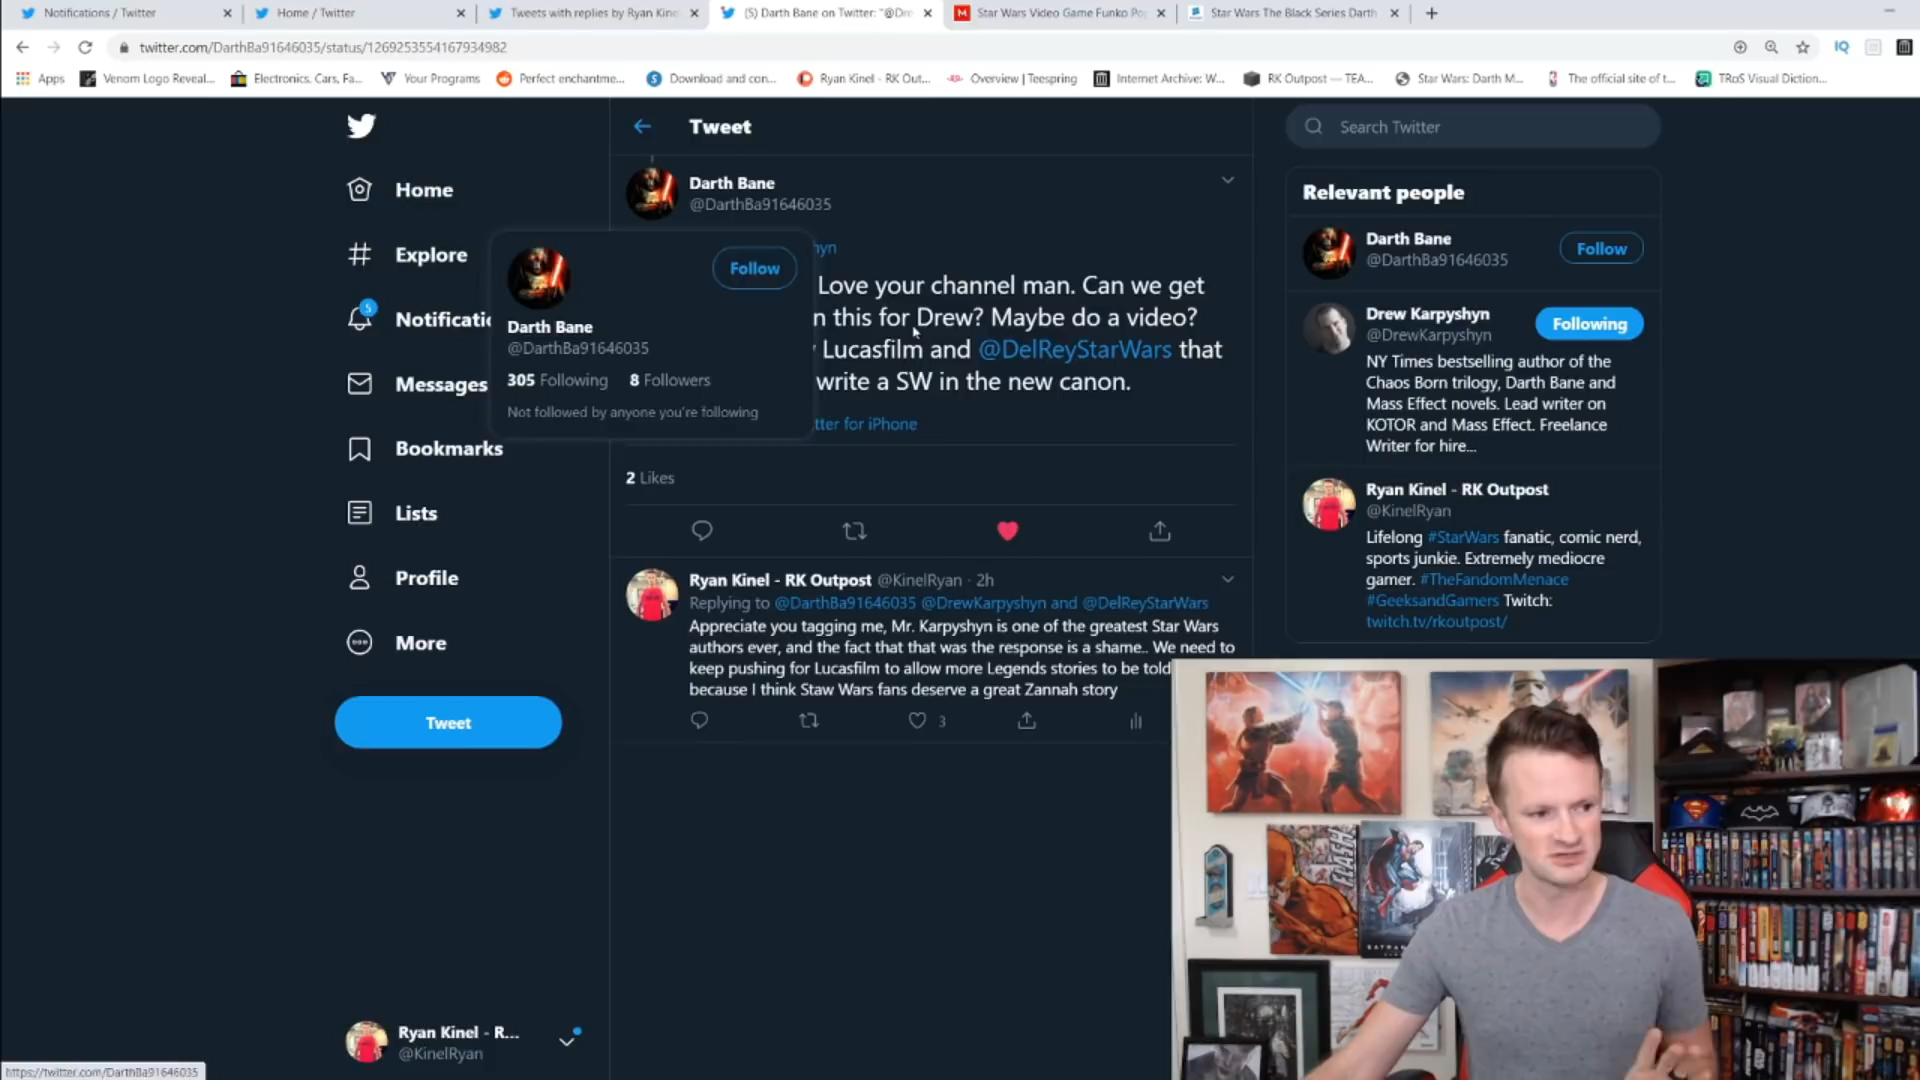 Notifications / Twitter
Home / Twitter
Tweets with replies by Ryan Kine
(5) Darth Bane on Twitter: "@Dre
Star Wars Video Game Funko Po
Star Wars The Black Series Darth
twitter.com/DarthBa91646035/status/1269253554167934982
Apps
Venom Logo Reveal...
Electronics, Cars, Fa...
Your Programs
Perfect enchantme...
Download and con...
Ryan Kinel - RK Out...
Overview | Teespring
Internet Archive: W...
RK Outpost — TEA...
Star Wars: Darth M...
The official site of t...
TRoS Visual Diction...
Home
Explore
5
Notificatio
Messages
Bookmarks
Lists
Profile
More
Tweet
Ryan Kinel - R...
@KinelRyan
https://twitter.com/DarthBa91646035
Tweet
Darth Bane
@DarthBa91646035
hyn
Love your channel man. Can we get
n this for Drew? Maybe do a video?
Lucasfilm and @DelReyStarWars that
write a SW in the new canon.
tter for iPhone
Follow
Darth Bane
@DarthBa91646035
305 Following 8 Followers
Not followed by anyone you're following
2 Likes
Ryan Kinel - RK Outpost @KinelRyan · 2h
Replying to @DarthBa91646035 @DrewKarpyshyn and @DelReyStarWars
Appreciate you tagging me, Mr. Karpyshyn is one of the greatest Star Wars
authors ever, and the fact that that was the response is a shame.. We need to
keep pushing for Lucasfilm to allow more Legends stories to be told
because I think Staw Wars fans deserve a great Zannah story
3
Search Twitter
Relevant people
Darth Bane
@DarthBa91646035
Follow
Drew Karpyshyn
@DrewKarpyshyn
Following
NY Times bestselling author of the
Chaos Born trilogy, Darth Bane and
Mass Effect novels. Lead writer on
KOTOR and Mass Effect. Freelance
Writer for hire...
Ryan Kinel - RK Outpost
@KinelRyan
Lifelong #StarWars fanatic, comic nerd,
sports junkie. Extremely mediocre
gamer. #TheFandomMenace
#GeeksandGamers Twitch:
twitch.tv/rkoutpost/
FLASH